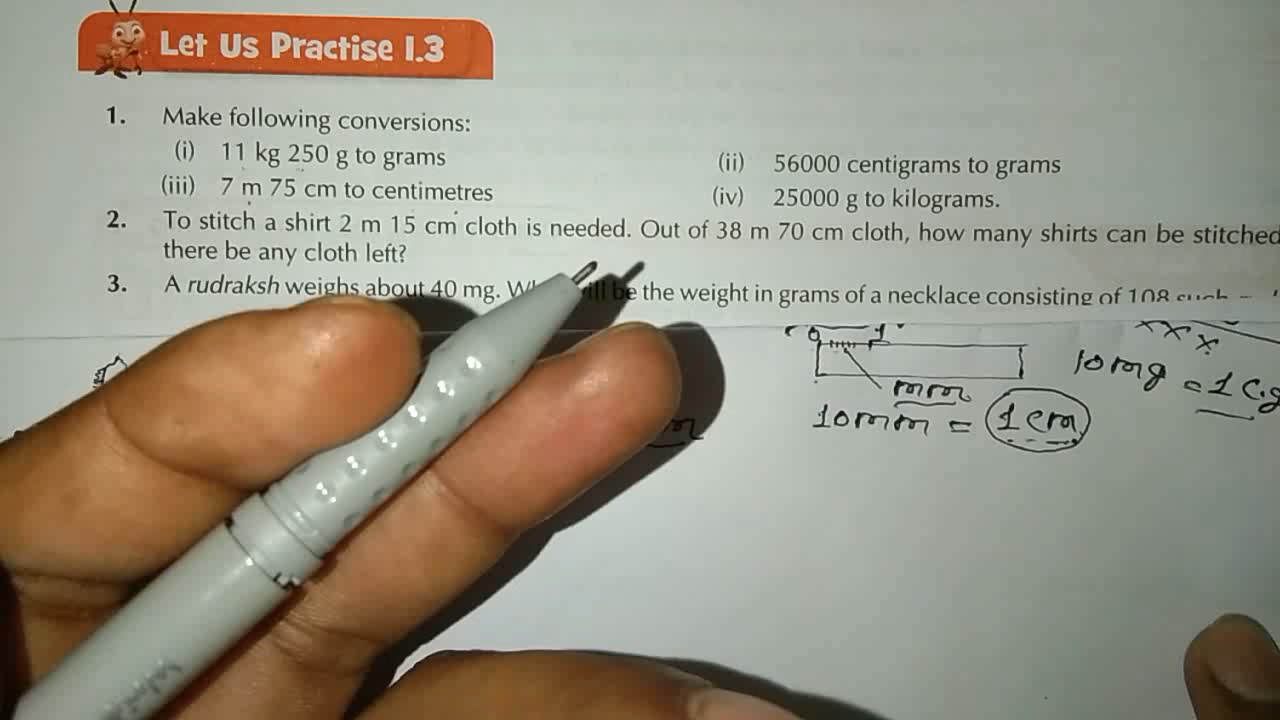 Let Us Practise 1.3
1. Make following conversions:
(i) 11 kg 250 g to grams (ii) 56000 centigrams to grams
(iii) 7 m 75 cm to centimetres (iv) 25000 g to kilograms.
2. To stitch a shirt 2 m 15 cm cloth is needed. Out of 38 m 70 cm cloth, how many shirts can be stitched
there be any cloth left?
3. A rudraksh weighs about 40 mg. will be the weight in grams of a necklace consisting of 108 such
0 1
x x x
mm
10mg = 1 c.g
10mm = 1cm